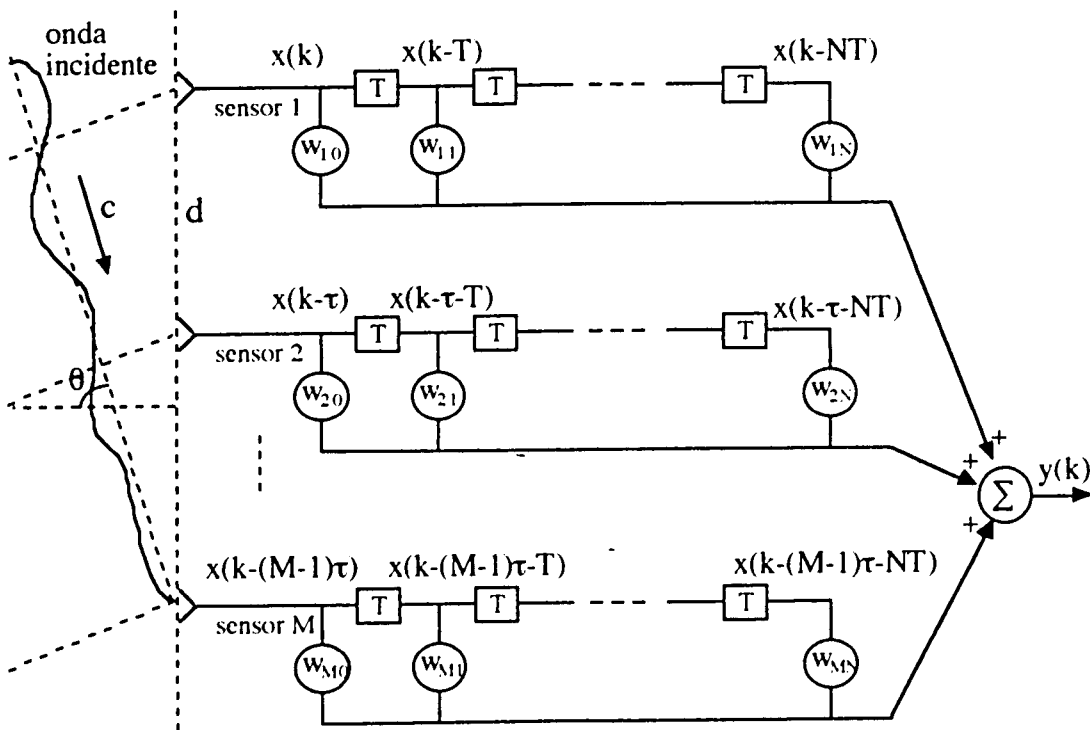 onda
incidente
x(k) x(k-T) x(k-NT)
T T T
sensor 1
w10 w11 w1N
c d
x(k-τ) x(k-τ-T) x(k-τ-NT)
T T T
sensor 2
θ
w20 w21 w2N
+
+ y(k)
Σ
+
x(k-(M-1)τ) x(k-(M-1)τ-T) x(k-(M-1)τ-NT)
T T T
sensor M
wM0 wM1 wMN